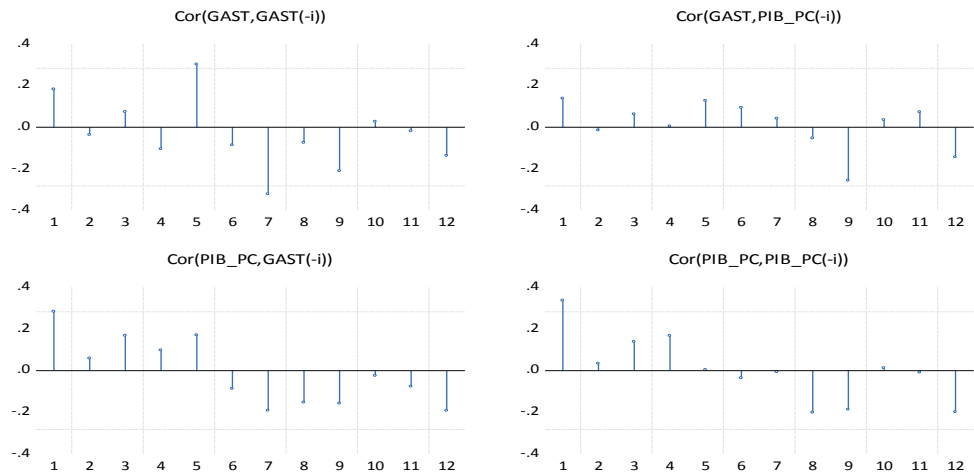 Cor(GAST,GAST(-i))
.4
.2
.0
-.2
-.4
1 2 3 4 5 6 7 8 9 10 11 12
Cor(GAST,PIB_PC(-i))
.4
.2
.0
-.2
-.4
1 2 3 4 5 6 7 8 9 10 11 12
Cor(PIB_PC,GAST(-i))
.4
.2
.0
-.2
-.4
1 2 3 4 5 6 7 8 9 10 11 12
Cor(PIB_PC,PIB_PC(-i))
.4
.2
.0
-.2
-.4
1 2 3 4 5 6 7 8 9 10 11 12